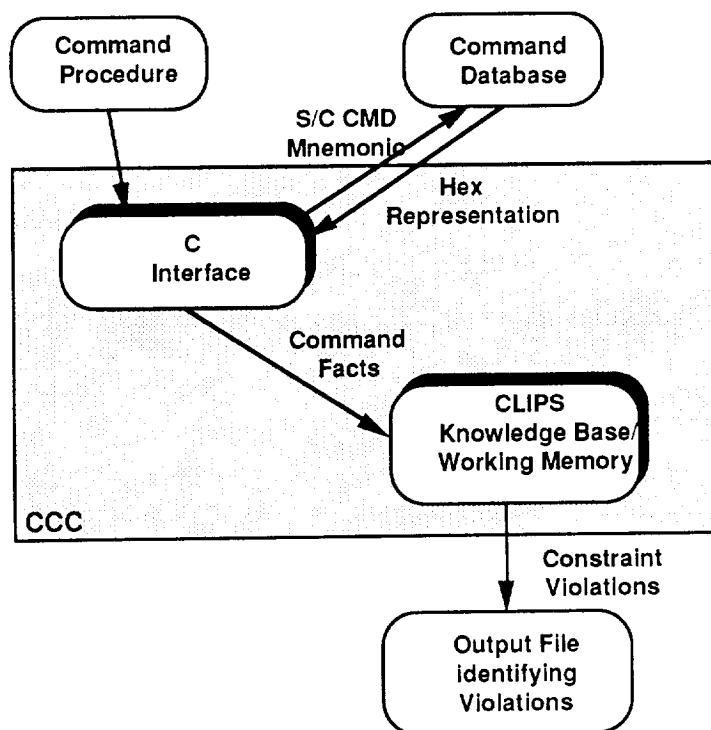 Command
Procedure
Command
Database
S/C CMD
Mnemonic
Hex
Representation
C
Interface
Command
Facts
CLIPS
Knowledge Base/
Working Memory
CCC
Constraint
Violations
Output File
identifying
Violations